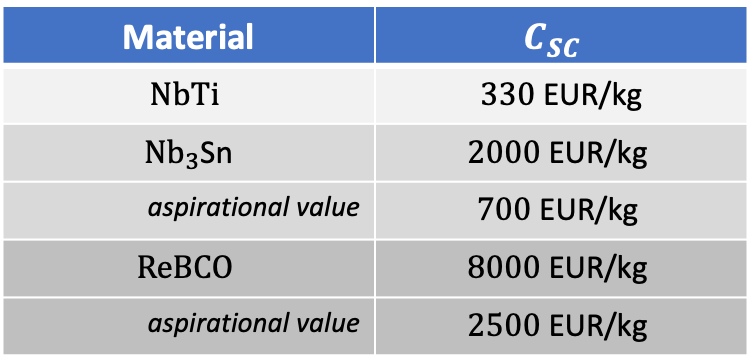 Material C_SC
NbTi 330 EUR/kg
Nb₃Sn 2000 EUR/kg
aspirational value 700 EUR/kg
ReBCO 8000 EUR/kg
aspirational value 2500 EUR/kg